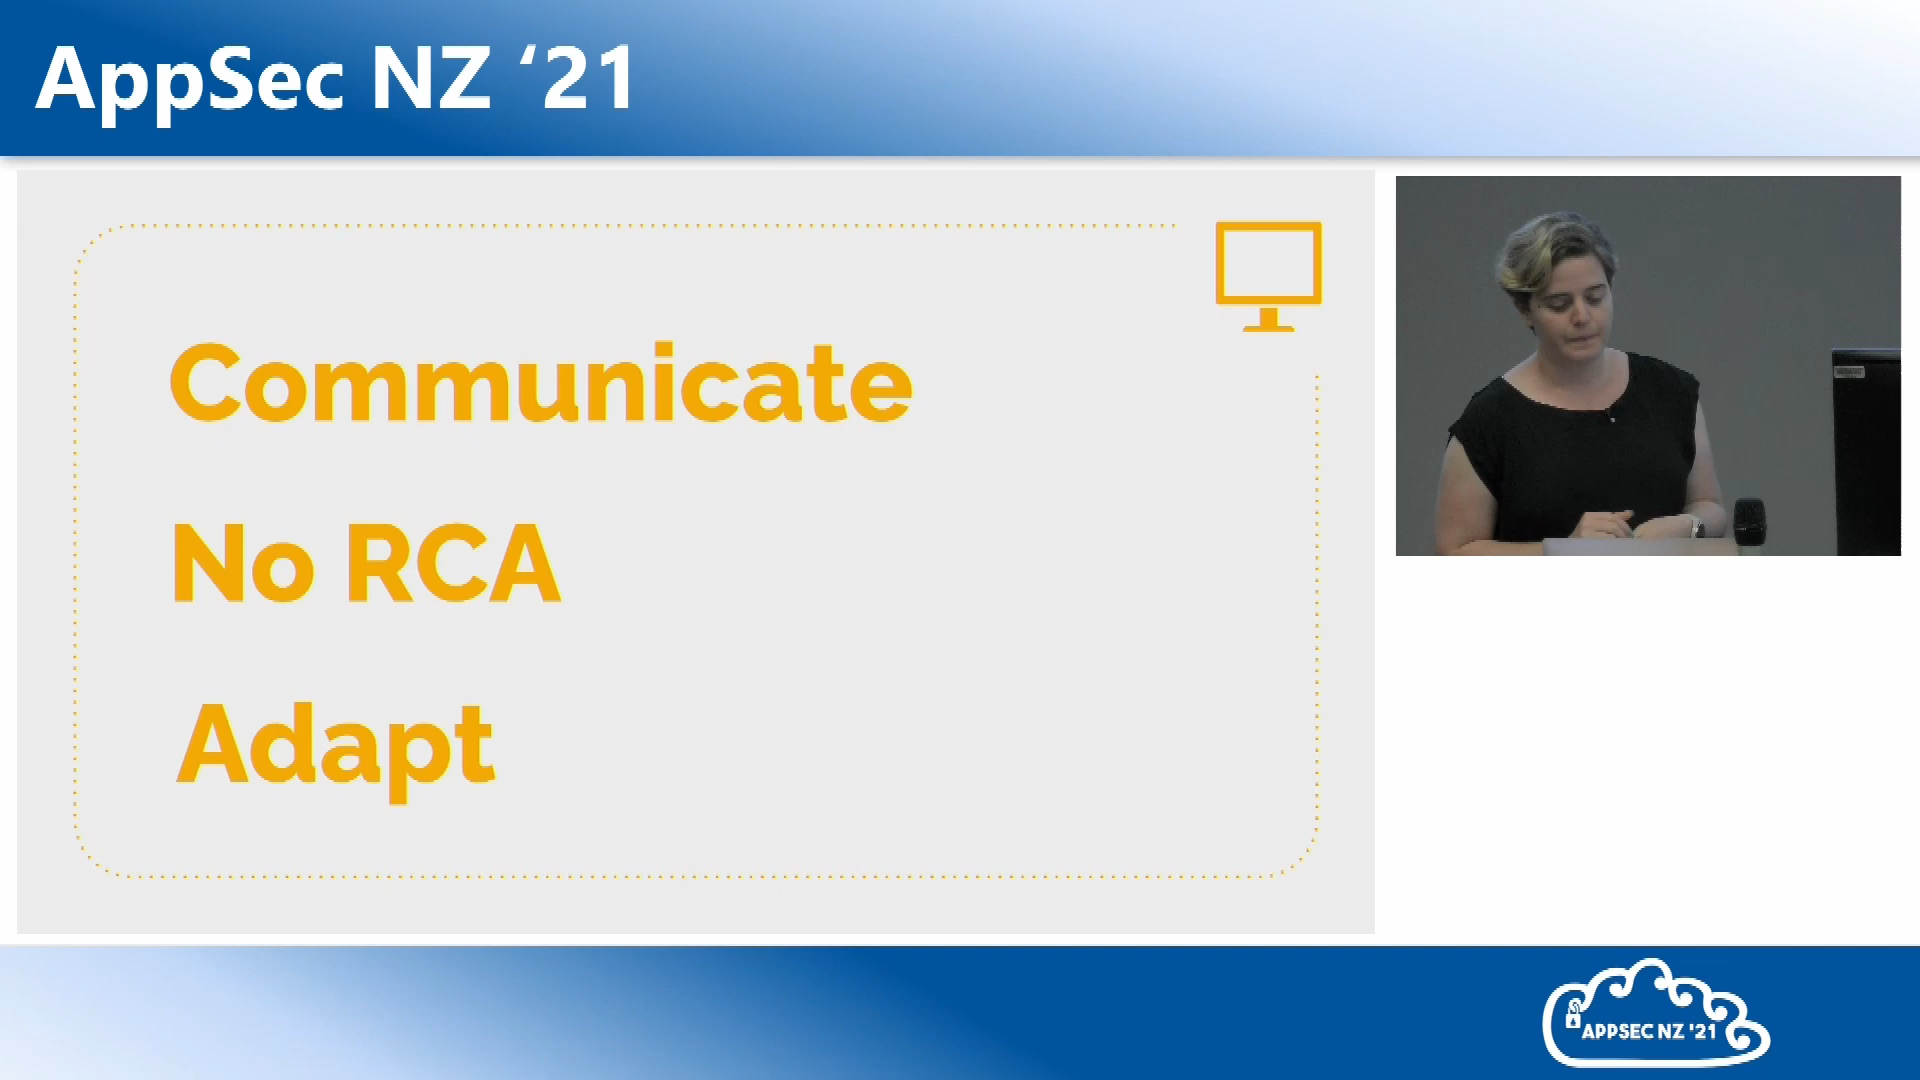 AppSec NZ ‘21
Communicate
No RCA
Adapt
APPSEC NZ '21